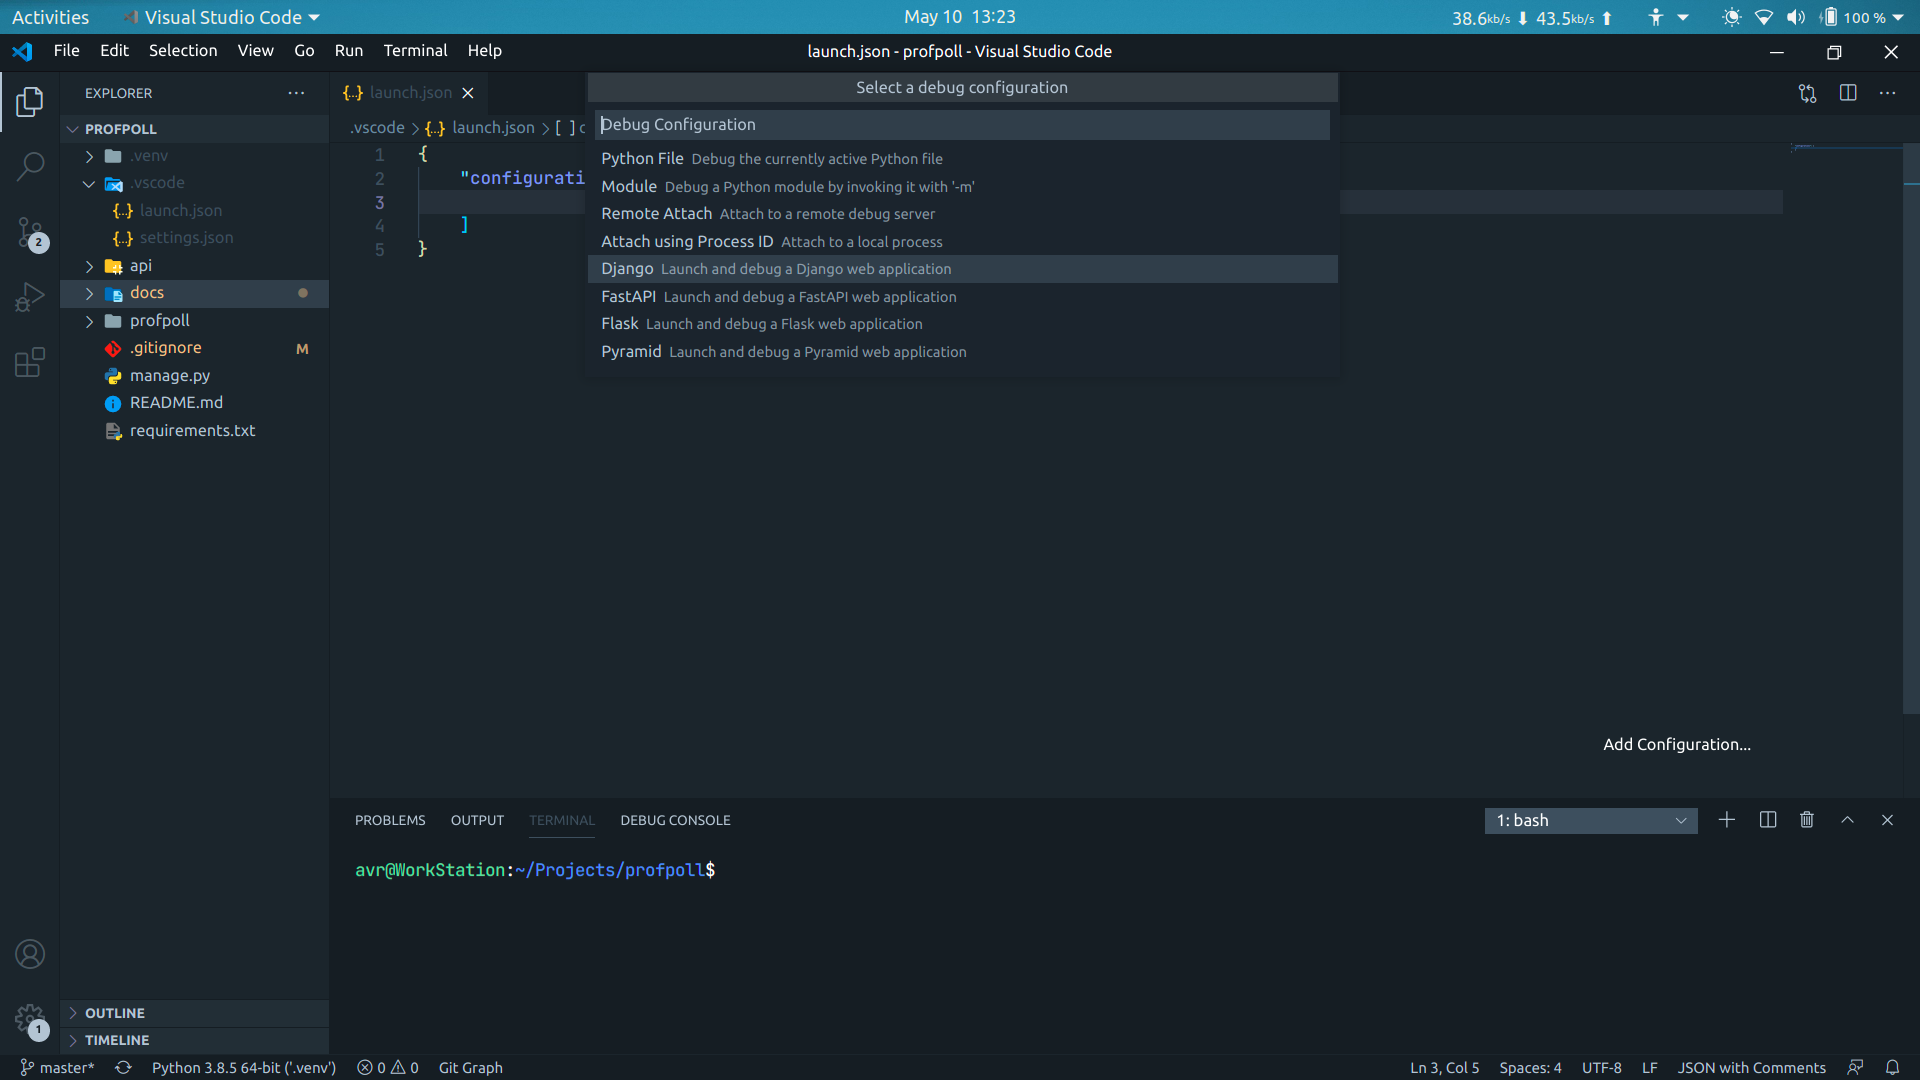 Activities
Visual Studio Code
May 10 13:23
38.6kb/s 43.5kb/s
100 %
File Edit Selection View Go Run Terminal Help
launch.json - profpoll - Visual Studio Code
EXPLORER
launch.json
Select a debug configuration
PROFPOLL
.vscode > {..} launch.json > [ ] c
Debug Configuration
.venv
.vscode
launch.json
settings.json
api
docs
profpoll
.gitignore M
manage.py
README.md
requirements.txt
1 {
2 "configurati
3
4 ]
5 }
Python File Debug the currently active Python file
Module Debug a Python module by invoking it with '-m'
Remote Attach Attach to a remote debug server
Attach using Process ID Attach to a local process
Django Launch and debug a Django web application
FastAPI Launch and debug a FastAPI web application
Flask Launch and debug a Flask web application
Pyramid Launch and debug a Pyramid web application
2
Add Configuration...
PROBLEMS OUTPUT TERMINAL DEBUG CONSOLE
1: bash
avr@WorkStation:~/Projects/profpoll$
1
OUTLINE
TIMELINE
master* Python 3.8.5 64-bit ('.venv') 0 0 Git Graph
Ln 3, Col 5 Spaces: 4 UTF-8 LF JSON with Comments